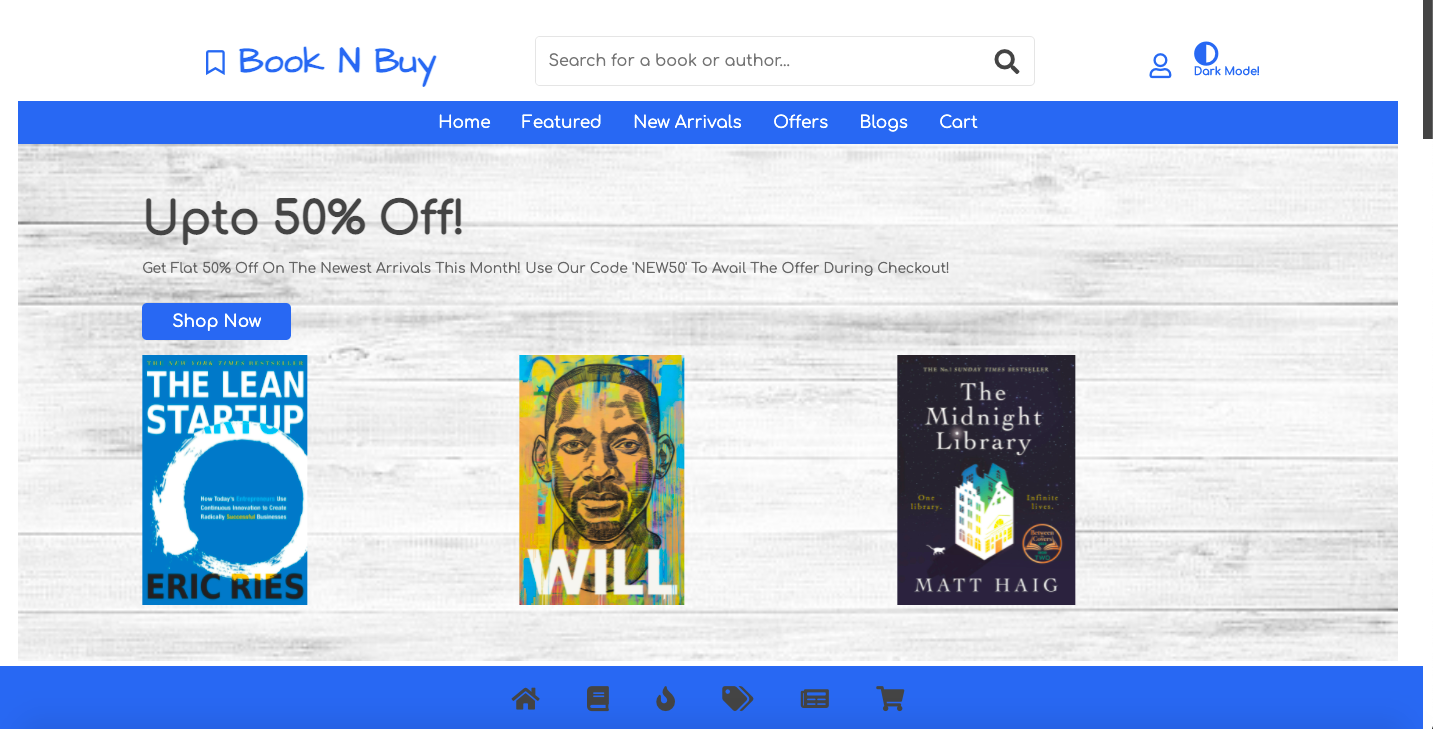 Book N Buy
Search for a book or author...
Dark Mode!
Home Featured New Arrivals Offers Blogs Cart
Upto 50% Off!
Get Flat 50% Off On The Newest Arrivals This Month! Use Our Code 'NEW50' To Avail The Offer During Checkout!
Shop Now
THE NEW YORK TIMES BESTSELLER
THE LEAN
STARTUP
How Today's Entrepreneurs Use
Continuous Innovation to Create
Radically Successful Businesses
ERIC RIES
WILL
THE No.1 SUNDAY TIMES BESTSELLER
The
Midnight
Library
One
library.
Infinite
lives.
Between
the Covers
MATT HAIG